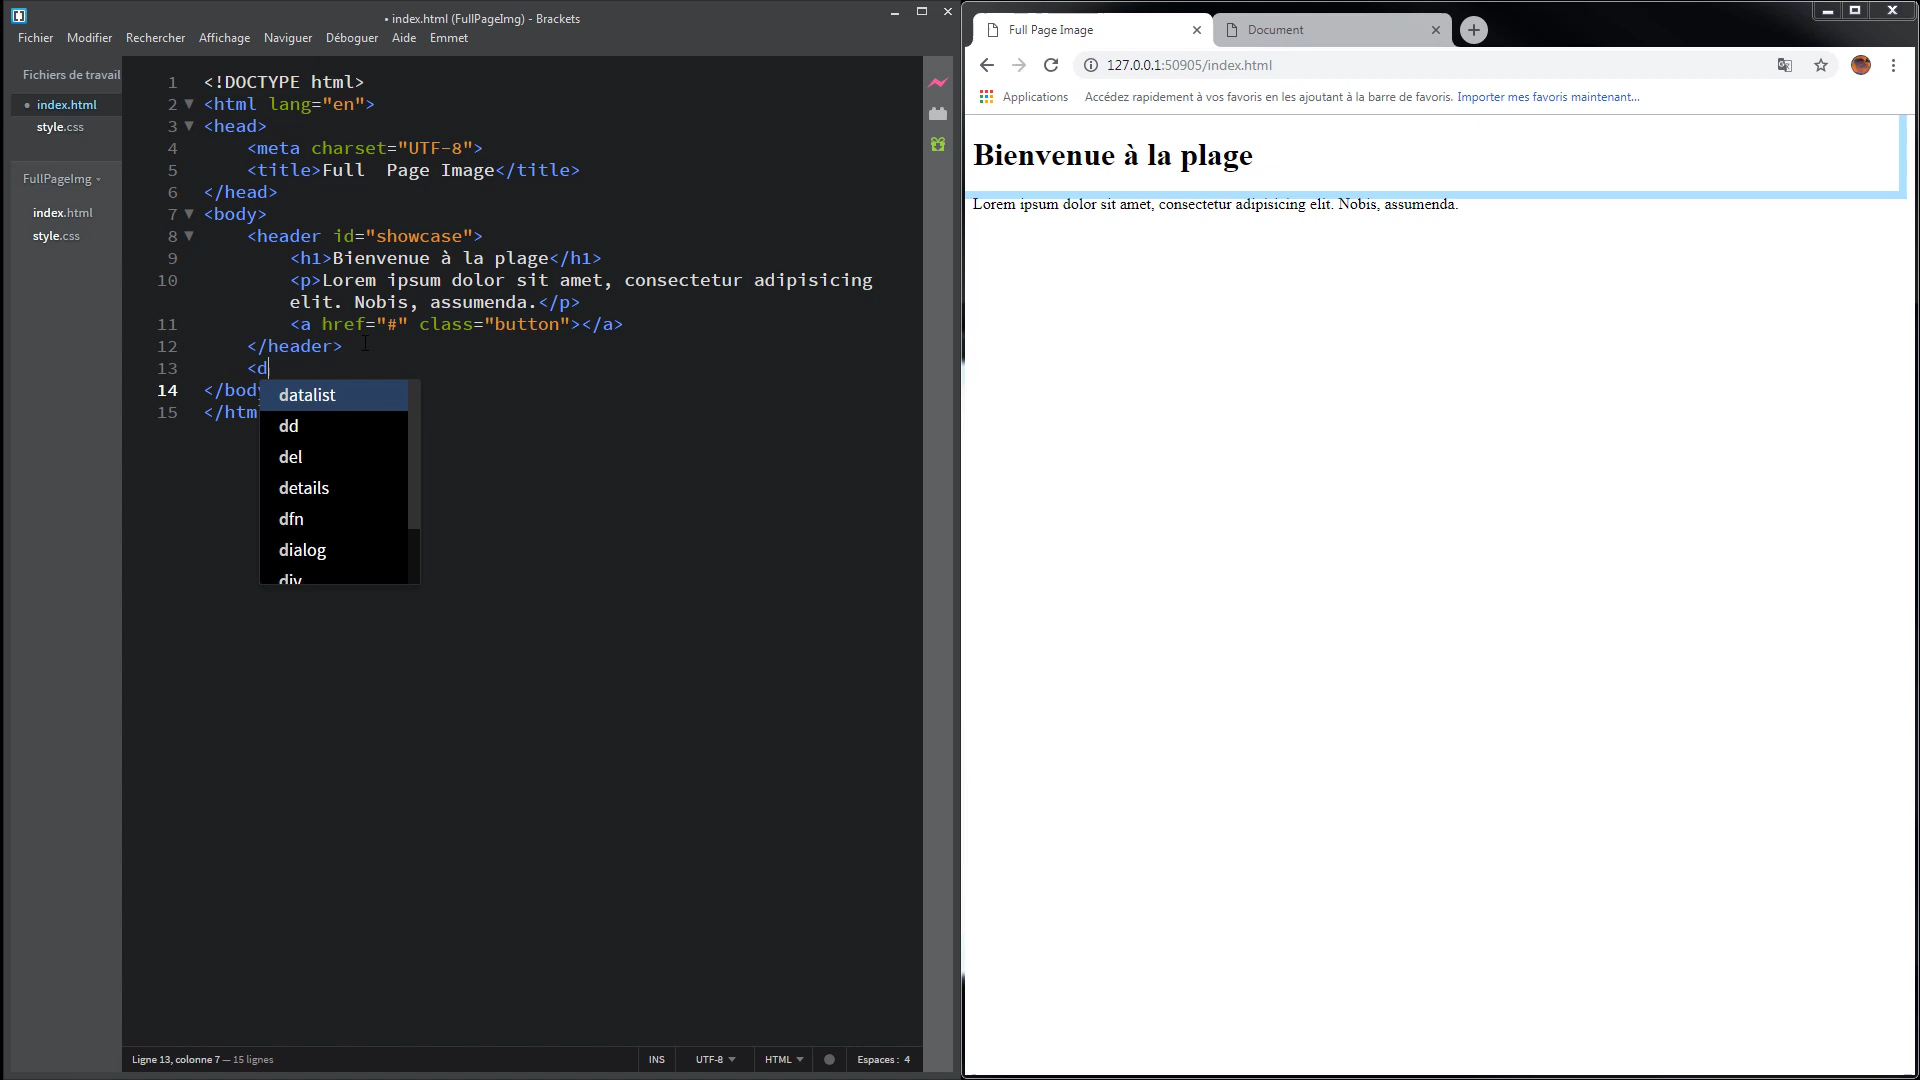 • index.html (FullPageImg) - Brackets
Fichier Modifier Rechercher Affichage Naviguer Déboguer Aide Emmet
Fichiers de travail
• index.html
style.css
FullPageImg
index.html
style.css
1 <!DOCTYPE html>
2 <html lang="en">
3 <head>
4 <meta charset="UTF-8">
5 <title>Full  Page Image</title>
6 </head>
7 <body>
8 <header id="showcase">
9 <h1>Bienvenue à la plage</h1>
10 <p>Lorem ipsum dolor sit amet, consectetur adipisicing
elit. Nobis, assumenda.</p>
11 <a href="#" class="button"></a>
12 </header>
13 <d
14 </body
15 </htm
datalist
dd
del
details
dfn
dialog
div
Ligne 13, colonne 7 — 15 lignes
INS UTF-8 HTML Espaces : 4
Full Page Image
Document
127.0.0.1:50905/index.html
Applications Accédez rapidement à vos favoris en les ajoutant à la barre de favoris. Importer mes favoris maintenant...
Bienvenue à la plage
Lorem ipsum dolor sit amet, consectetur adipisicing elit. Nobis, assumenda.